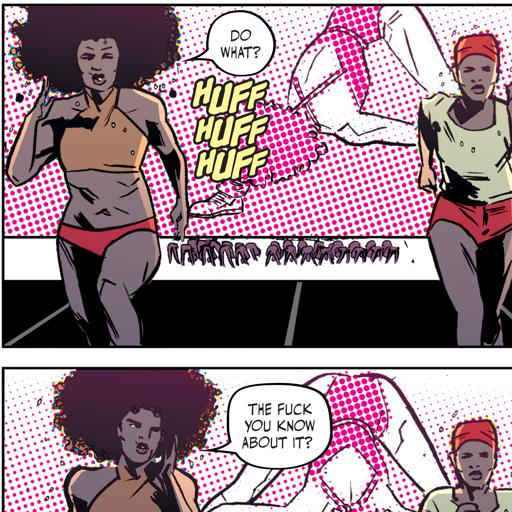 DO
WHAT?
HUFF
HUFF
HUFF
THE FUCK
YOU KNOW
ABOUT IT?